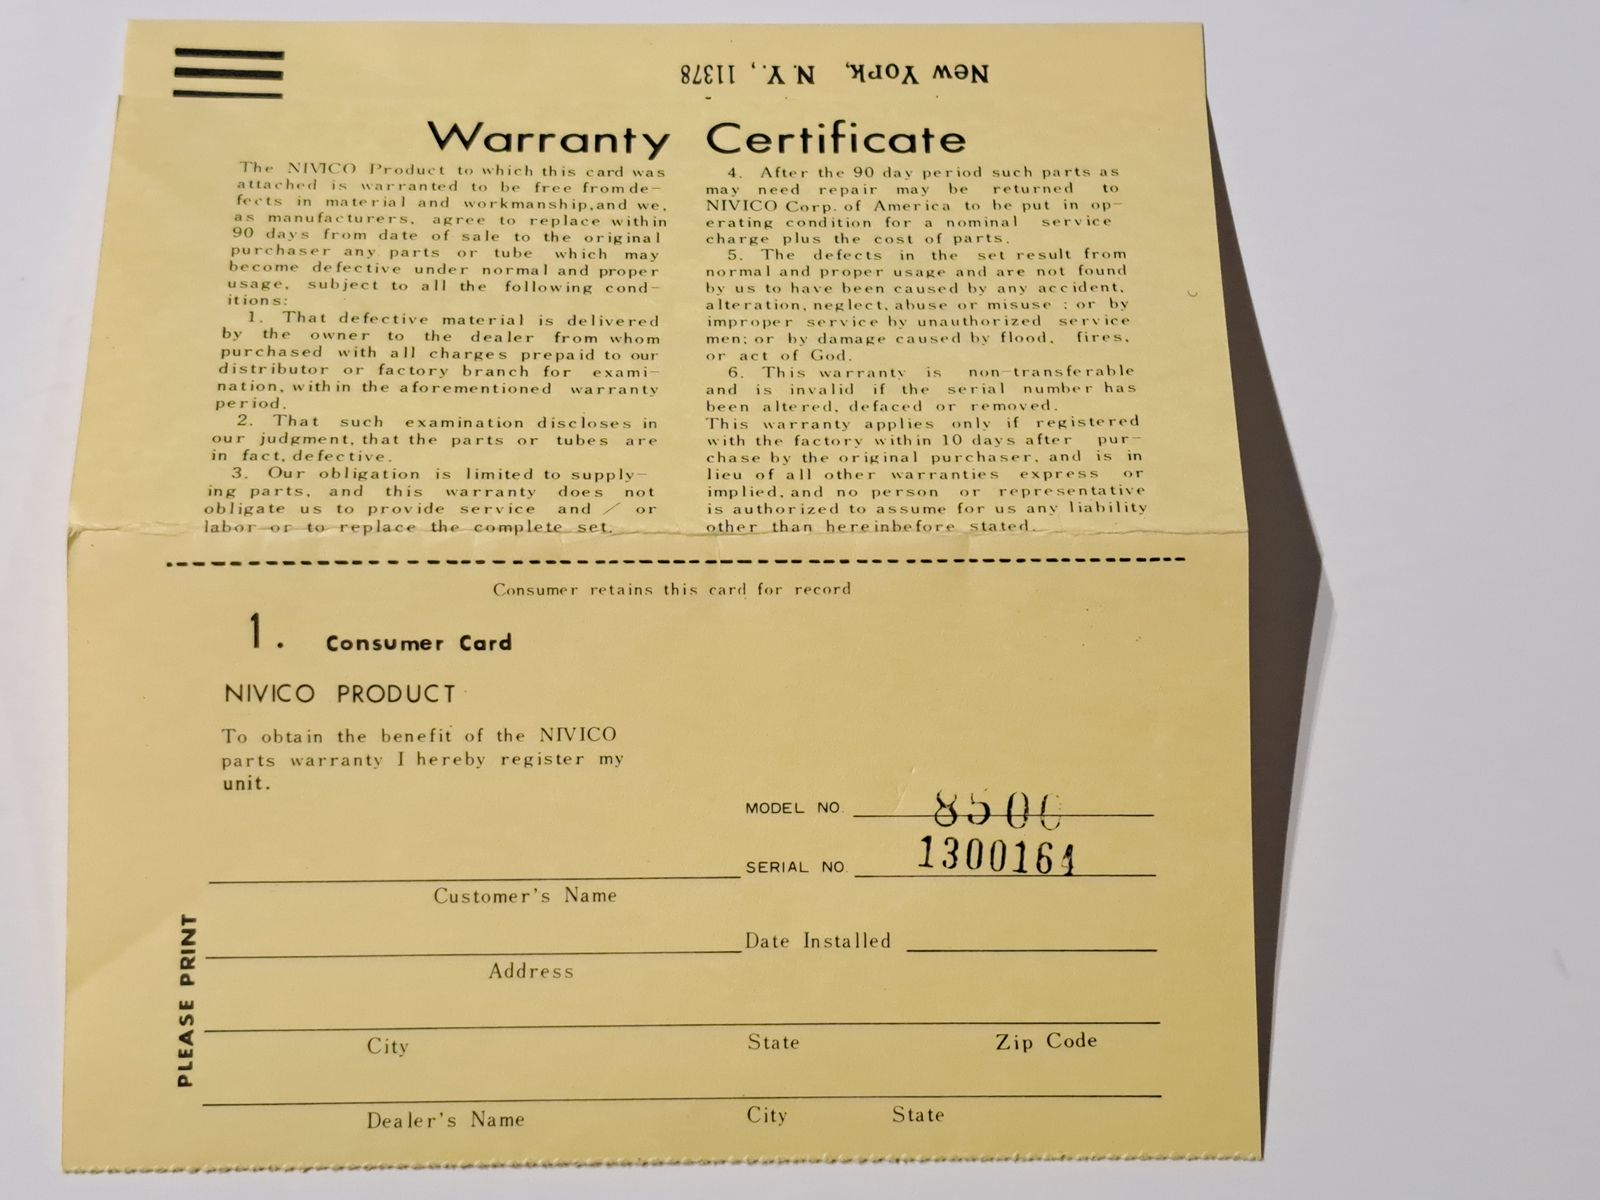 New York, N.Y., 11378
Warranty Certificate
The NIVICO Product to which this card was
attached is warranted to be free from de-
fects in material and workmanship, and we,
as manufacturers, agree to replace within
90 days from date of sale to the original
purchaser any parts or tube which may
become defective under normal and proper
usage, subject to all the following cond-
itions:
1. That defective material is delivered
by the owner to the dealer from whom
purchased with all charges prepaid to our
distributor or factory branch for exami-
nation, within the aforementioned warranty
period.
2. That such examination discloses in
our judgment, that the parts or tubes are
in fact, defective.
3. Our obligation is limited to supply-
ing parts, and this warranty does not
obligate us to provide service and / or
labor or to replace the complete set.
4. After the 90 day period such parts as
may need repair may be returned to
NIVICO Corp. of America to be put in op-
erating condition for a nominal service
charge plus the cost of parts.
5. The defects in the set result from
normal and proper usage and are not found
by us to have been caused by any accident,
alteration, neglect, abuse or misuse ; or by
improper service by unauthorized service
men; or by damage caused by flood, fires,
or act of God.
6. This warranty is non-transferable
and is invalid if the serial number has
been altered, defaced or removed.
This warranty applies only if registered
with the factory within 10 days after pur-
chase by the original purchaser, and is in
lieu of all other warranties express or
implied, and no person or representative
is authorized to assume for us any liability
other than hereinbefore stated.
Consumer retains this card for record
1. Consumer Card
NIVICO PRODUCT
To obtain the benefit of the NIVICO
parts warranty I hereby register my
unit.
MODEL NO. 8500
SERIAL NO. 1300164
Customer's Name
Date Installed
Address
City State Zip Code
Dealer's Name City State
PLEASE PRINT